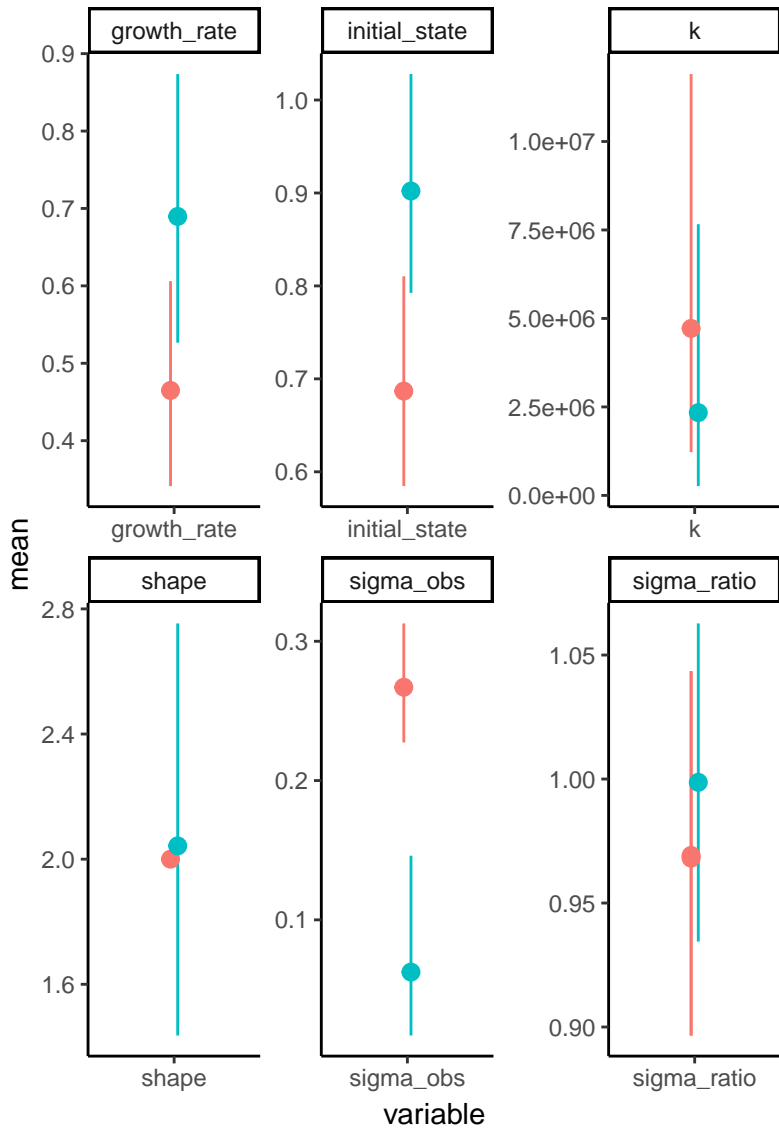 growth_rate
initial_state
k
0.9
0.8
0.7
0.6
0.5
0.4
1.0
0.9
0.8
0.7
0.6
1.0e+07
7.5e+06
5.0e+06
2.5e+06
0.0e+00
growth_rate
initial_state
k
mean
shape
sigma_obs
sigma_ratio
2.8
2.4
2.0
1.6
0.3
0.2
0.1
1.05
1.00
0.95
0.90
shape
sigma_obs
sigma_ratio
variable